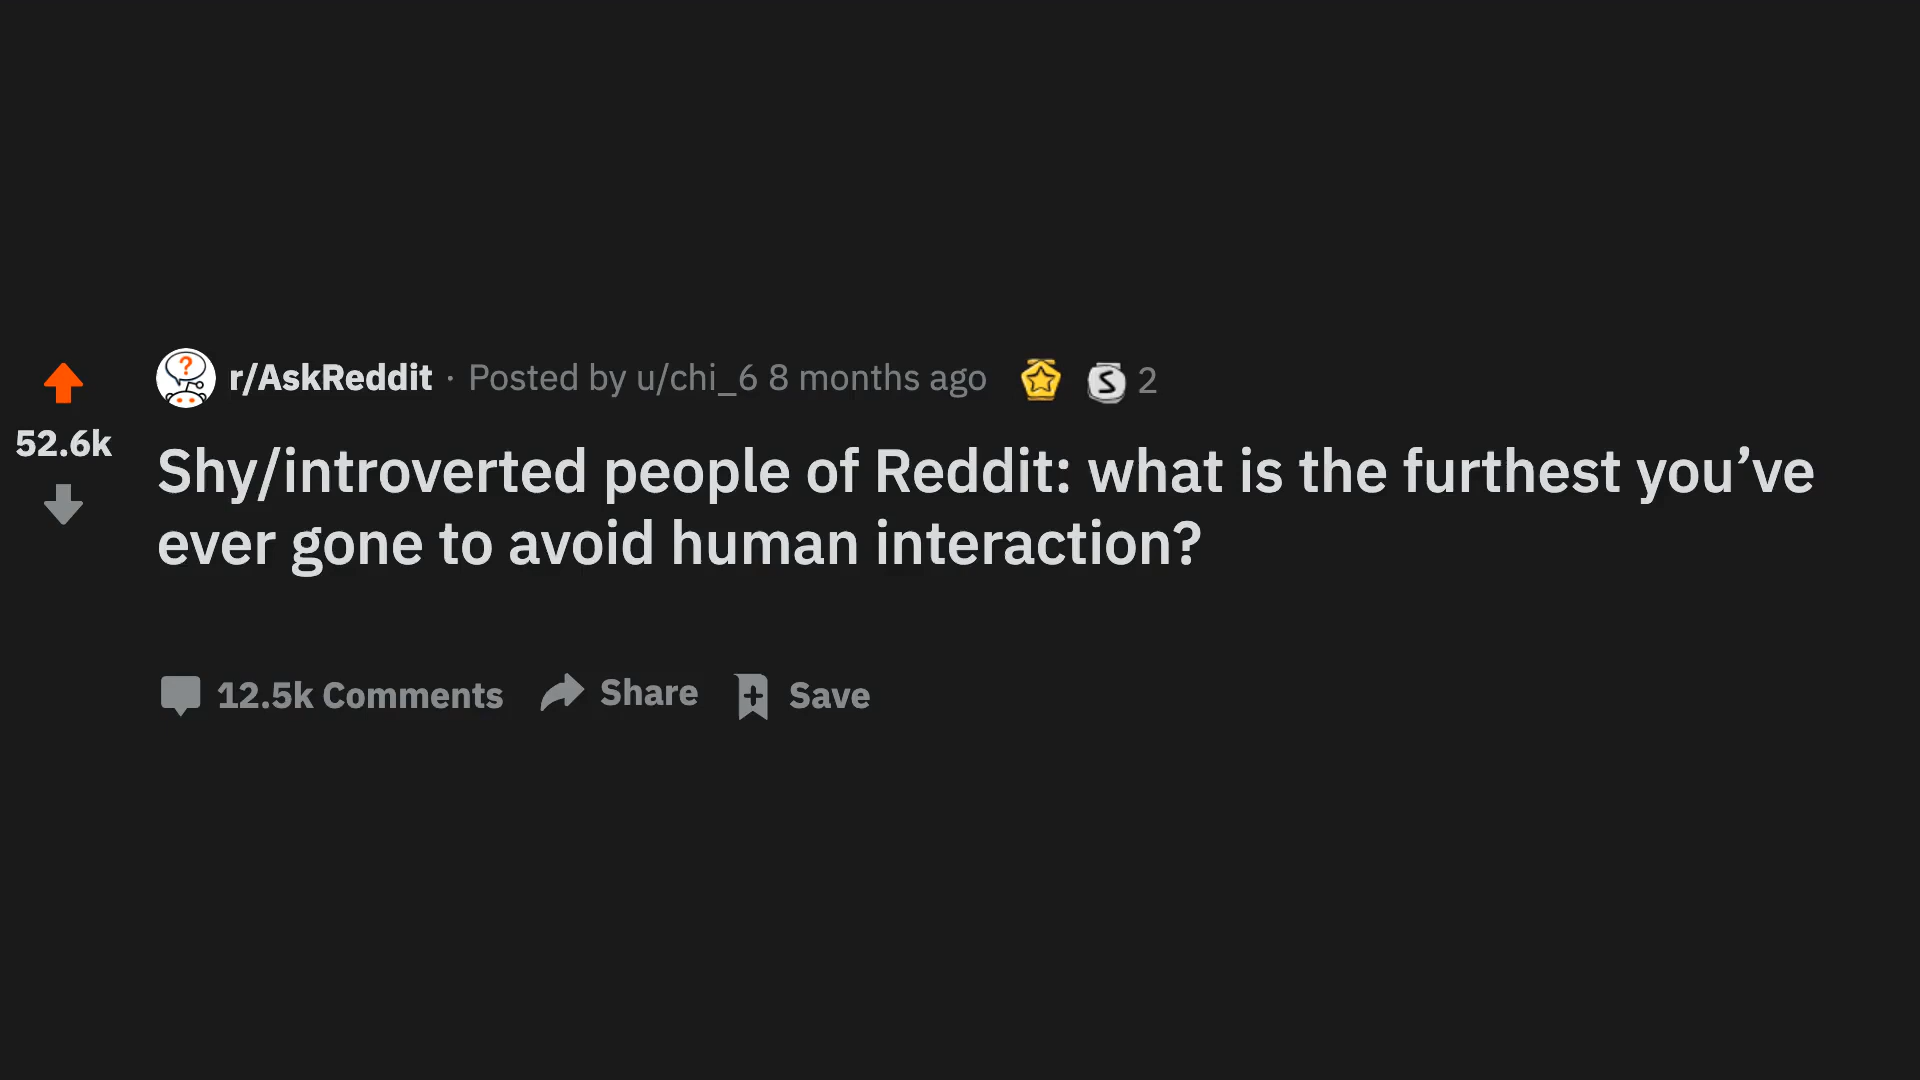 r/AskReddit · Posted by u/chi_6 8 months ago S 2
52.6k
Shy/introverted people of Reddit: what is the furthest you’ve
ever gone to avoid human interaction?
12.5k Comments Share Save